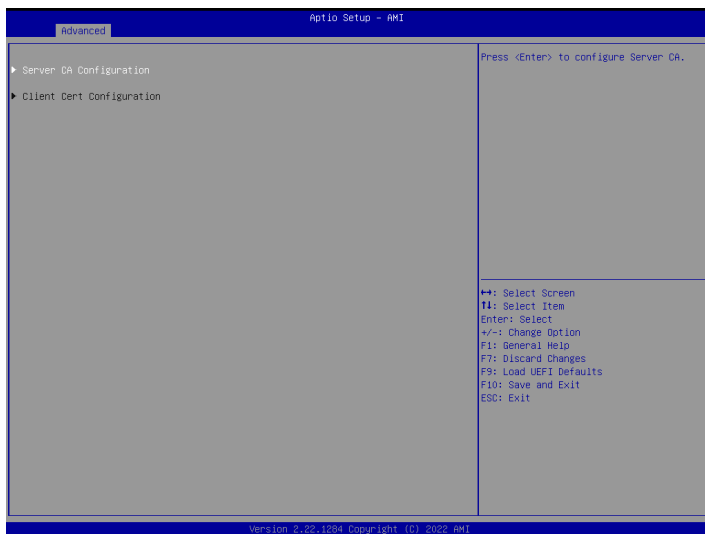 Aptio Setup – AMI
Advanced
Server CA Configuration
Client Cert Configuration
Press <Enter> to configure Server CA.
↔: Select Screen
↑↓: Select Item
Enter: Select
+/-: Change Option
F1: General Help
F7: Discard Changes
F9: Load UEFI Defaults
F10: Save and Exit
ESC: Exit
Version 2.22.1284 Copyright (C) 2022 AMI